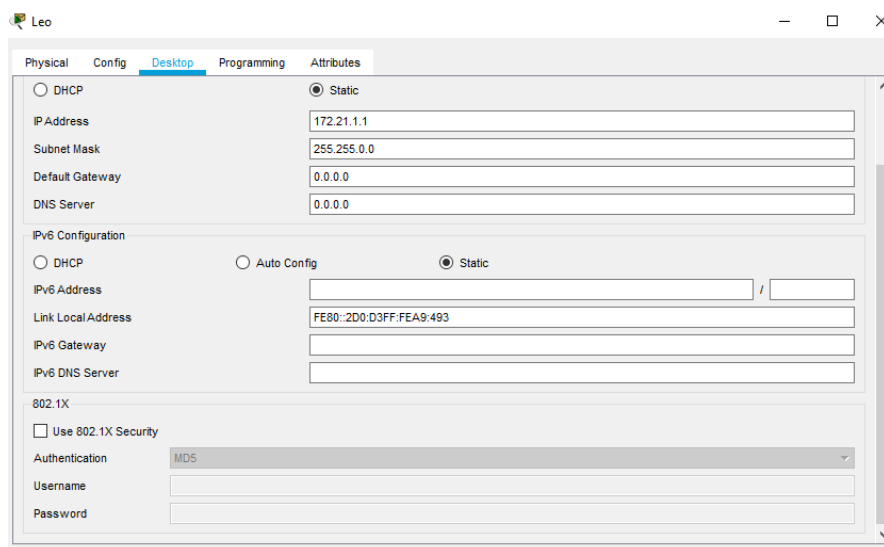 Leo
Physical Config Desktop Programming Attributes
DHCP Static
IP Address 172.21.1.1
Subnet Mask 255.255.0.0
Default Gateway 0.0.0.0
DNS Server 0.0.0.0
IPv6 Configuration
DHCP Auto Config Static
IPv6 Address /
Link Local Address FE80::2D0:D3FF:FEA9:493
IPv6 Gateway
IPv6 DNS Server
802.1X
Use 802.1X Security
Authentication MD5
Username
Password